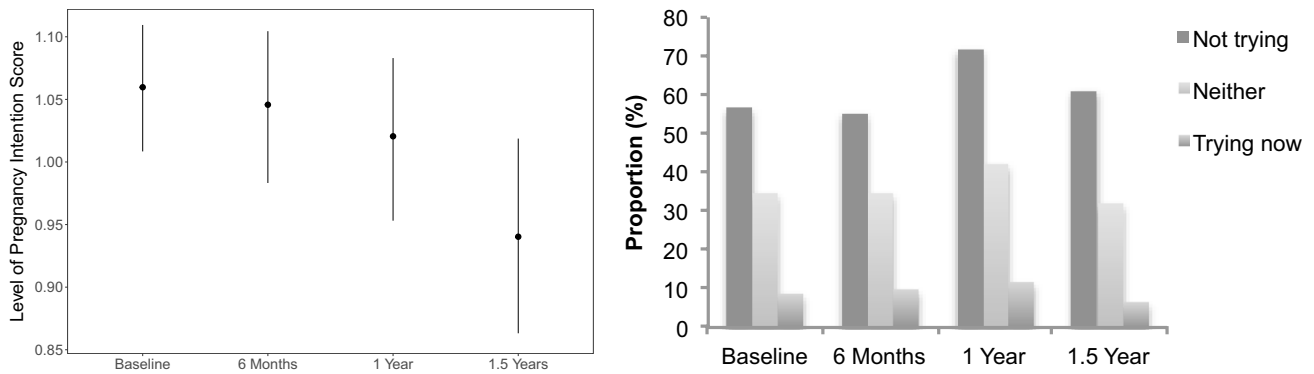 Level of Pregnancy Intention Score
1.10
1.05
1.00
0.95
0.90
0.85
Baseline
6 Months
1 Year
1.5 Years
Proportion (%)
80
70
60
50
40
30
20
10
0
Baseline
6 Months
1 Year
1.5 Year
Not trying
Neither
Trying now